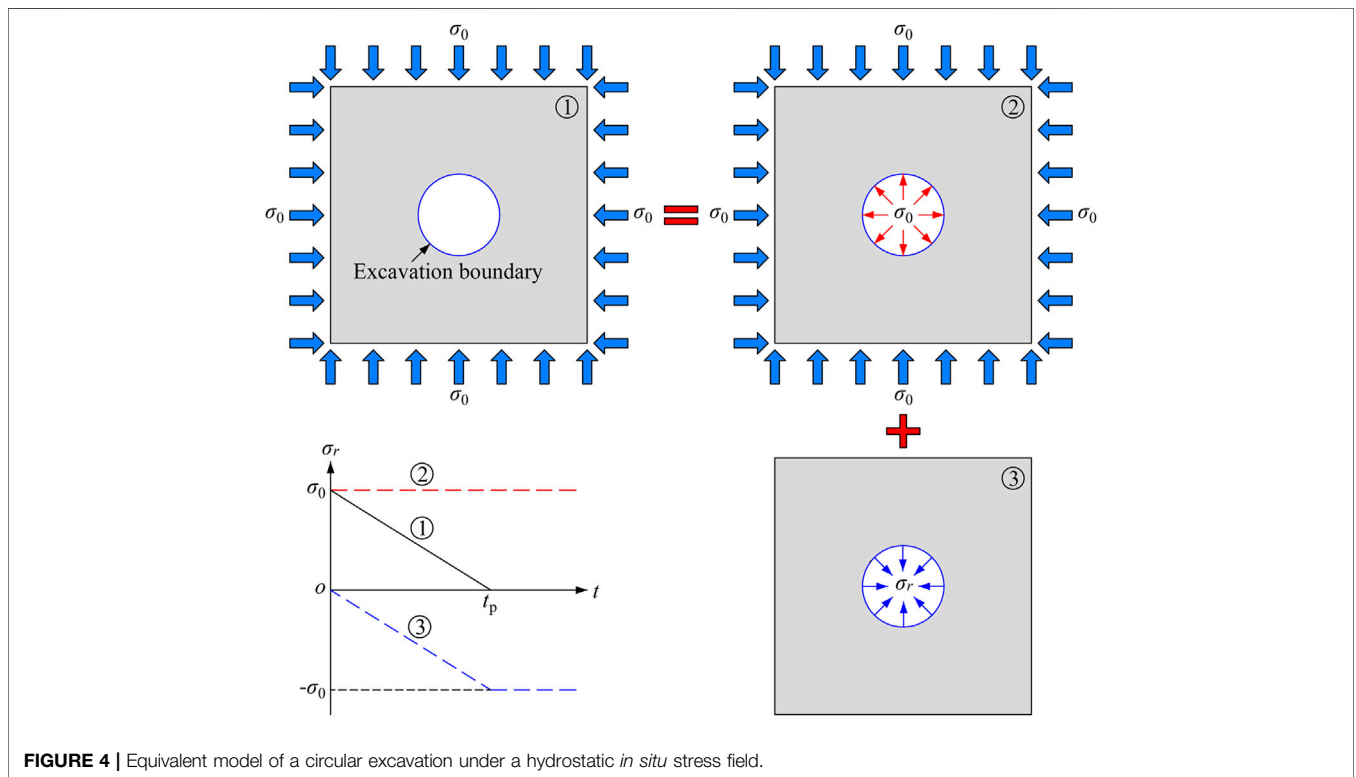 σ0
①
σ0
σ0
Excavation boundary
σ0
σ0
②
σ0
σ0
σ0
σ0
σr
σ0
②
①
o
tp
t
③
-σ0
③
σr
FIGURE 4 | Equivalent model of a circular excavation under a hydrostatic in situ stress field.